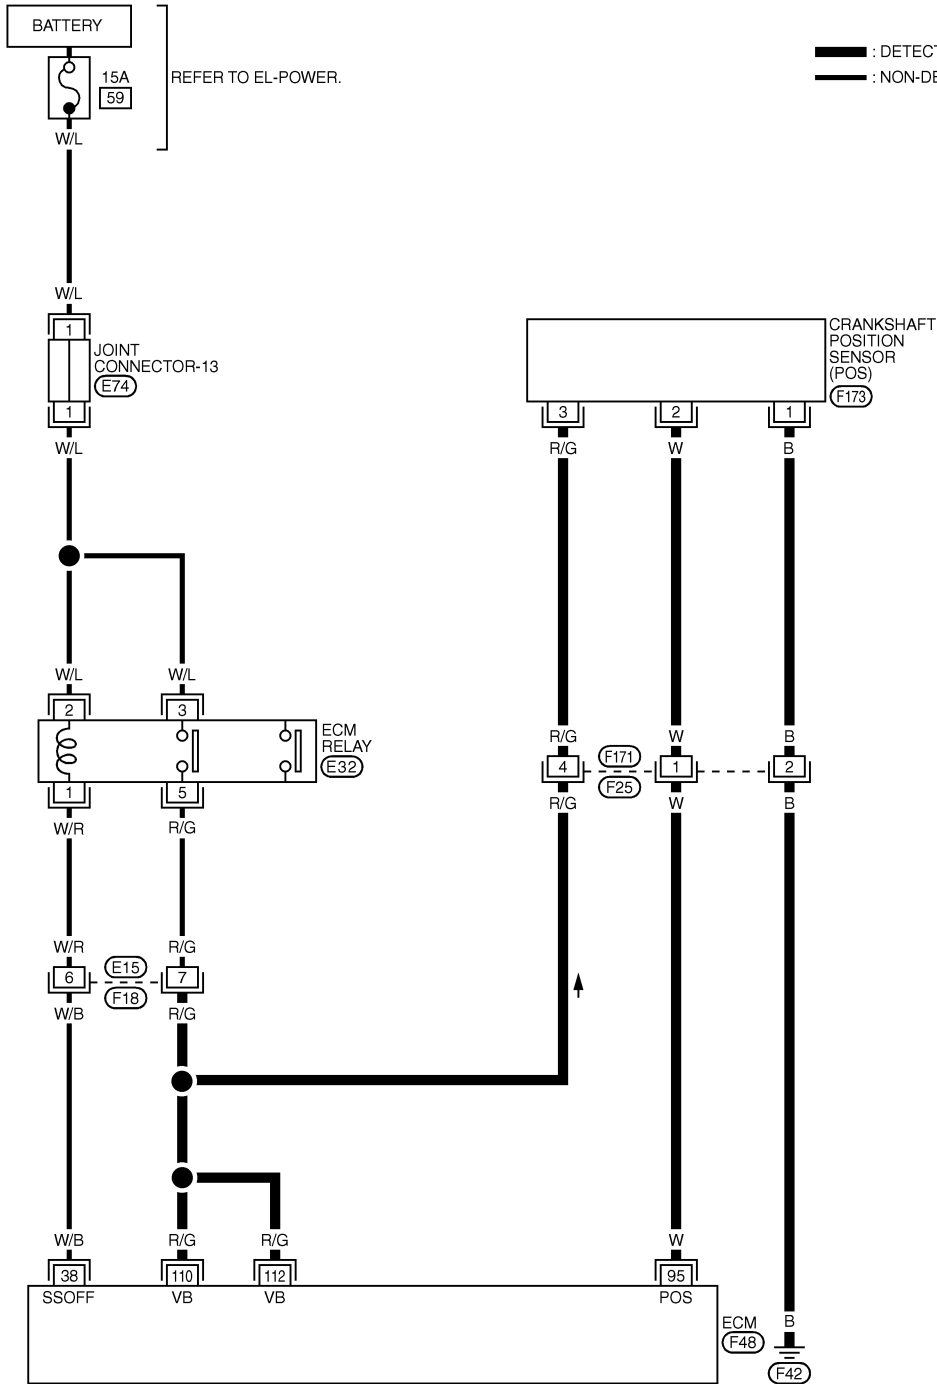 BATTERY
15A
59
REFER TO EL-POWER.
: DETECT
: NON-DE
W/L
W/L
1
JOINT
CONNECTOR-13
E74
1
W/L
CRANKSHAFT
POSITION
SENSOR
(POS)
F173
3
2
1
R/G
W
B
W/L
W/L
2
3
ECM
RELAY
E32
1
5
W/R
R/G
R/G
W
B
4
F171
F25
1
2
R/G
W
B
W/R
R/G
6
E15
F18
7
W/B
R/G
W/B
R/G
R/G
W
38
110
112
95
SSOFF
VB
VB
POS
ECM
F48
B
F42